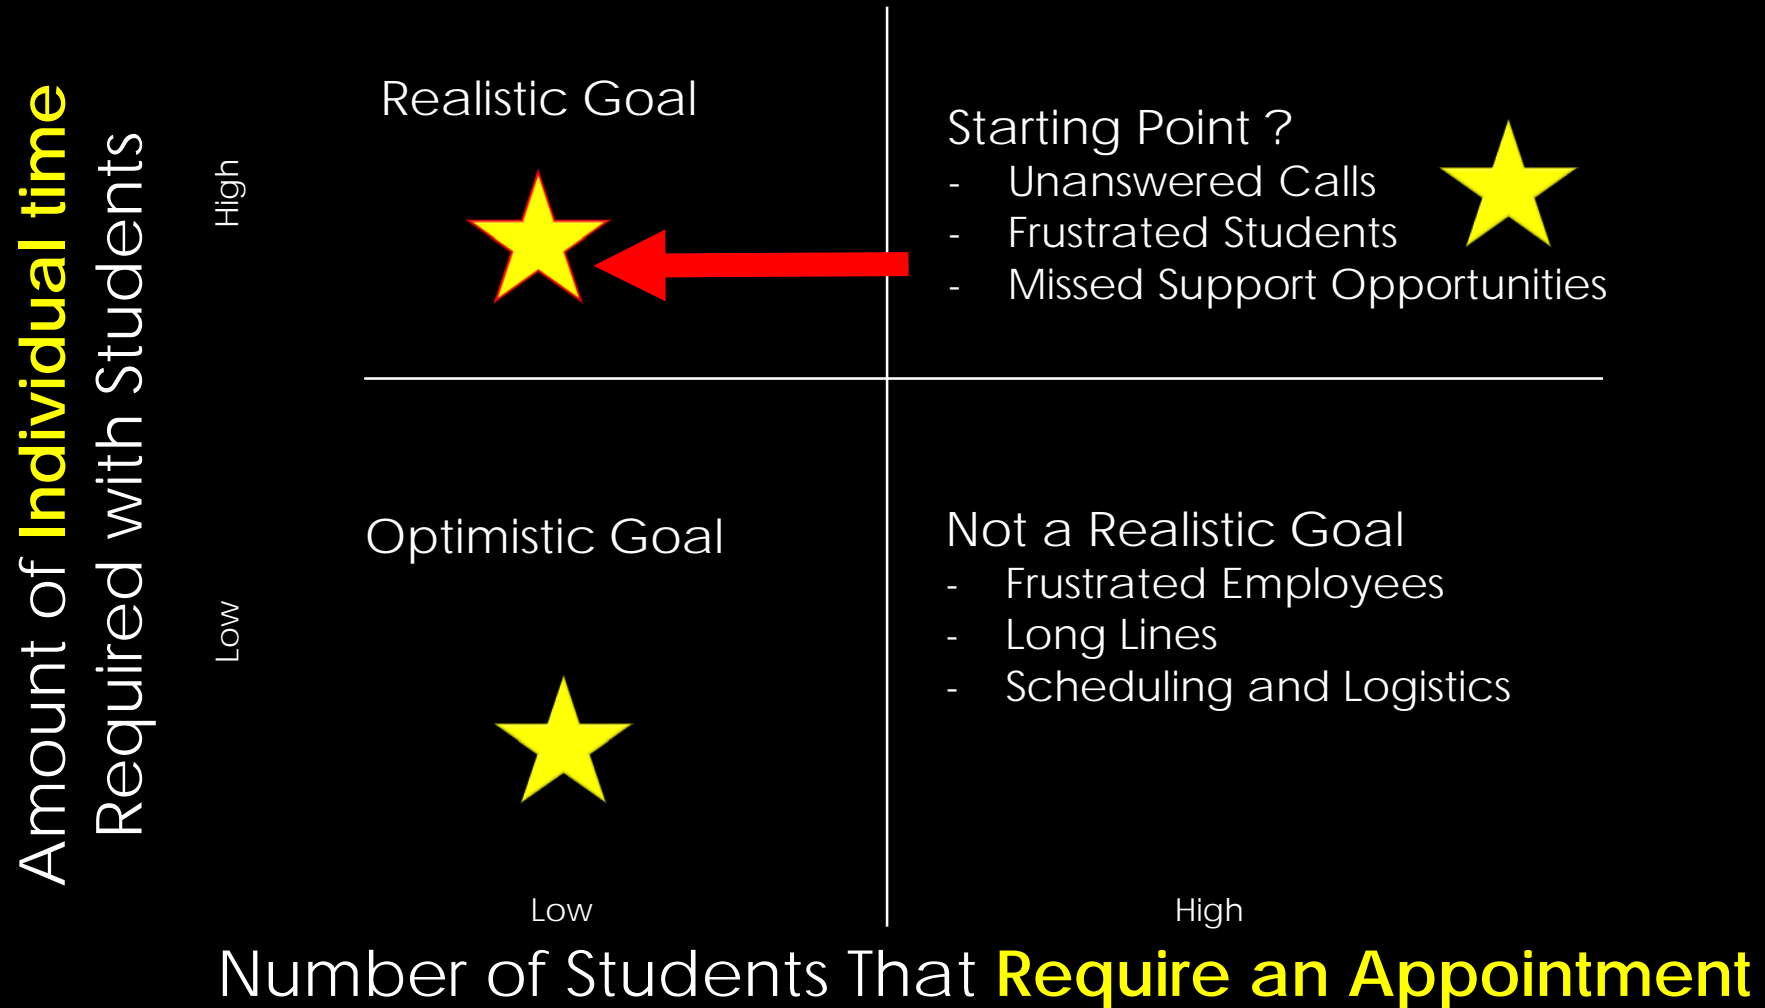 Amount of Individual time
Required with Students
High
Low
Realistic Goal
Starting Point ?
- Unanswered Calls
- Frustrated Students
- Missed Support Opportunities
Optimistic Goal
Not a Realistic Goal
- Frustrated Employees
- Long Lines
- Scheduling and Logistics
Low
High
Number of Students That Require an Appointment